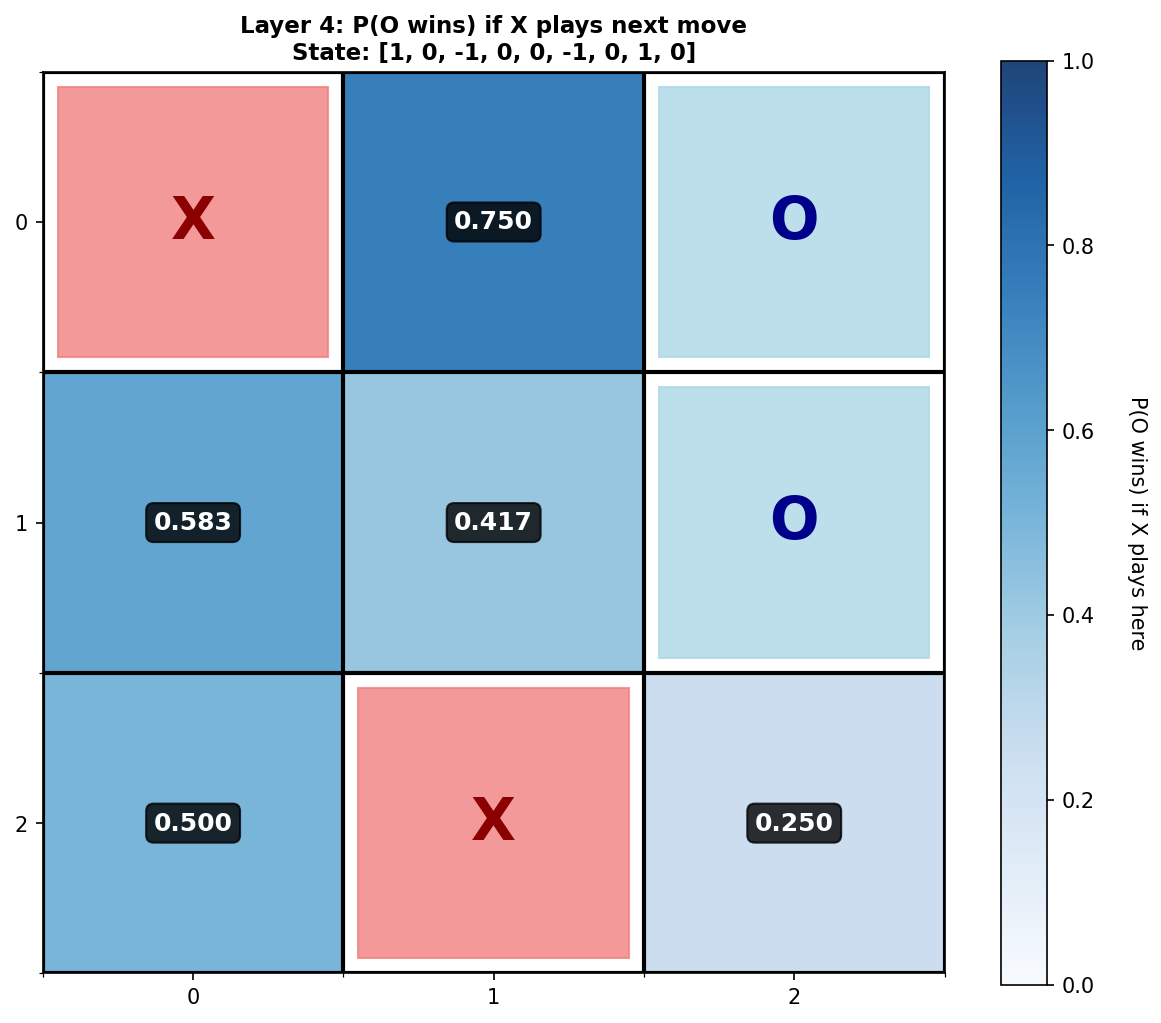 Layer 4: P(O wins) if X plays next move
State: [1, 0, -1, 0, 0, -1, 0, 1, 0]
0
X
0.750
O
1
0.583
0.417
O
2
0.500
X
0.250
0
1
2
1.0
0.8
0.6
0.4
0.2
0.0
P(O wins) if X plays here